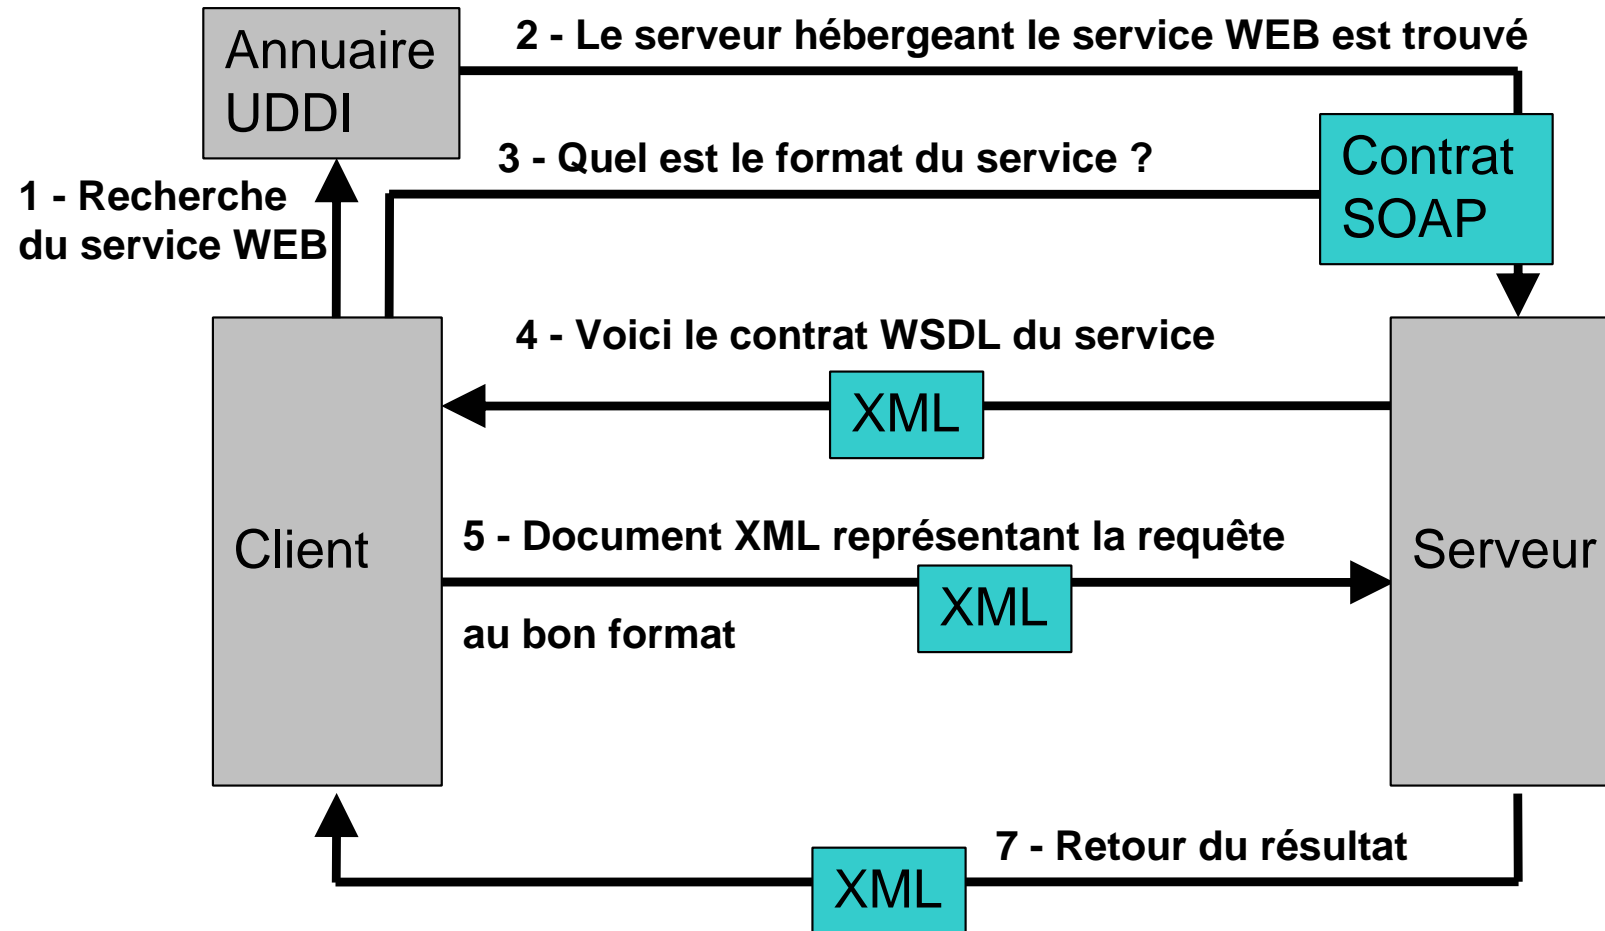 Annuaire
UDDI
2 - Le serveur hébergeant le service WEB est trouvé
3 - Quel est le format du service ?
Contrat
SOAP
1 - Recherche
du service WEB
4 - Voici le contrat WSDL du service
XML
Client
5 - Document XML représentant la requête
XML
au bon format
Serveur
7 - Retour du résultat
XML